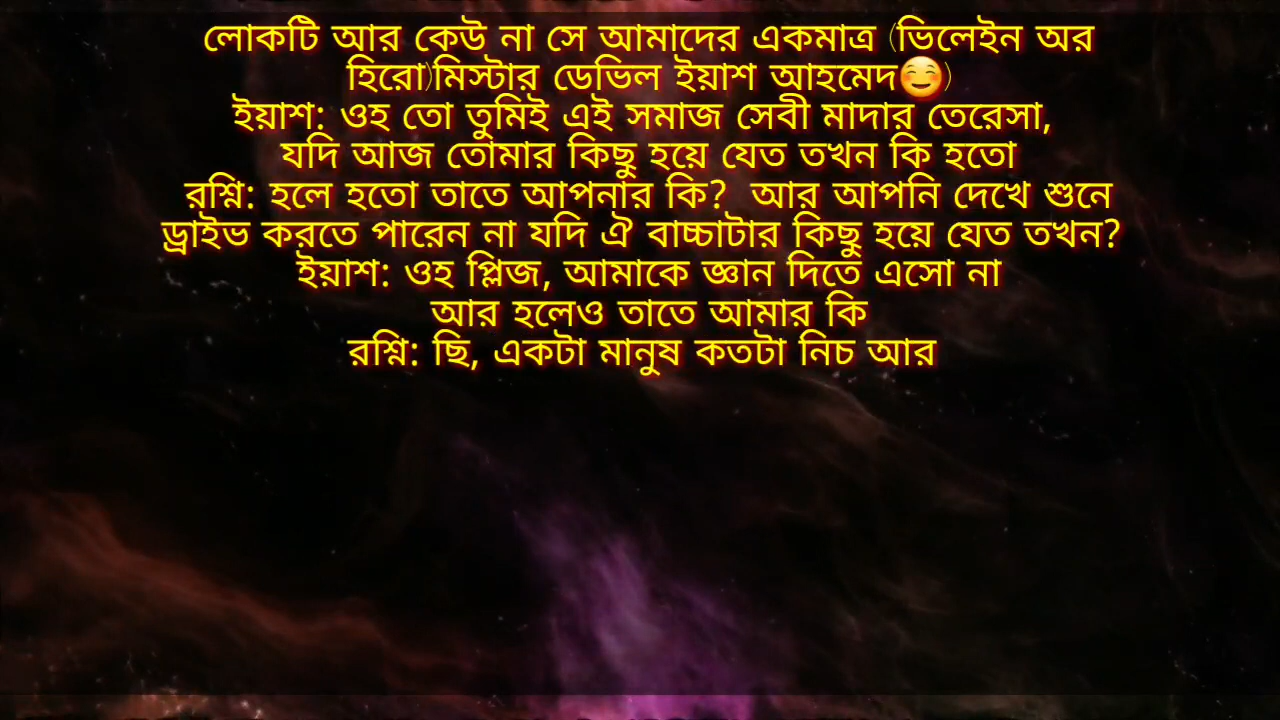 লোকটি আর কেউ না সে আমাদের একমাত্র (ভিলেইন অর
হিরো)মিস্টার ডেভিল ইয়াশ আহমেদ😊)
ইয়াশ: ওহ তো তুমিই এই সমাজ সেবী মাদার তেরেসা,
যদি আজ তোমার কিছু হয়ে যেত তখন কি হতো
রশ্নি: হলে হতো তাতে আপনার কি? আর আপনি দেখে শুনে
ড্রাইভ করতে পারেন না যদি ঐ বাচ্চাটার কিছু হয়ে যেত তখন?
ইয়াশ: ওহ প্লিজ, আমাকে জ্ঞান দিতে এসো না
আর হলেও তাতে আমার কি
রশ্নি: ছি, একটা মানুষ কতটা নিচ আর